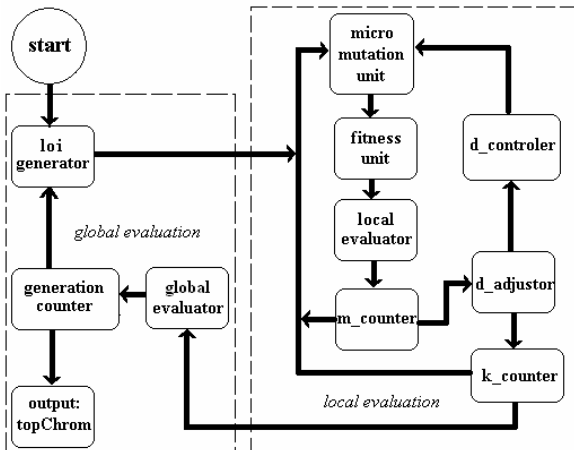 start
loi
generator
global evaluation
generation
counter
global
evaluator
output:
topChrom
micro
mutation
unit
fitness
unit
local
evaluator
m_counter
d_controler
d_adjustor
k_counter
local evaluation